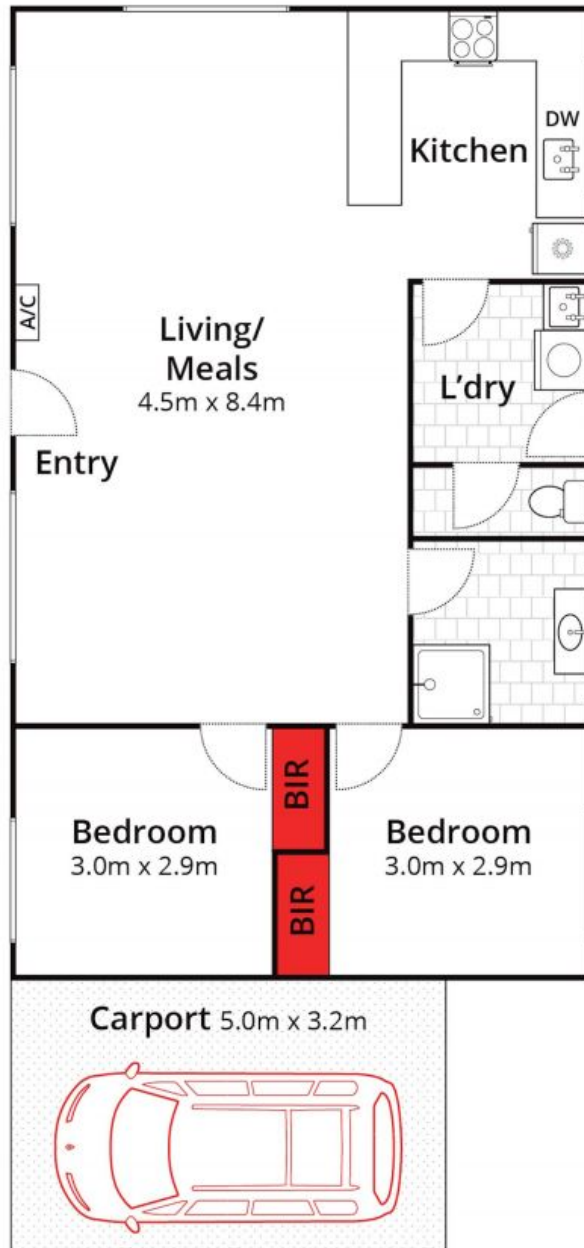 DW
Kitchen
A/C
Living/
Meals
4.5m x 8.4m
L'dry
Entry
BIR
Bedroom
3.0m x 2.9m
Bedroom
3.0m x 2.9m
BIR
Carport 5.0m x 3.2m